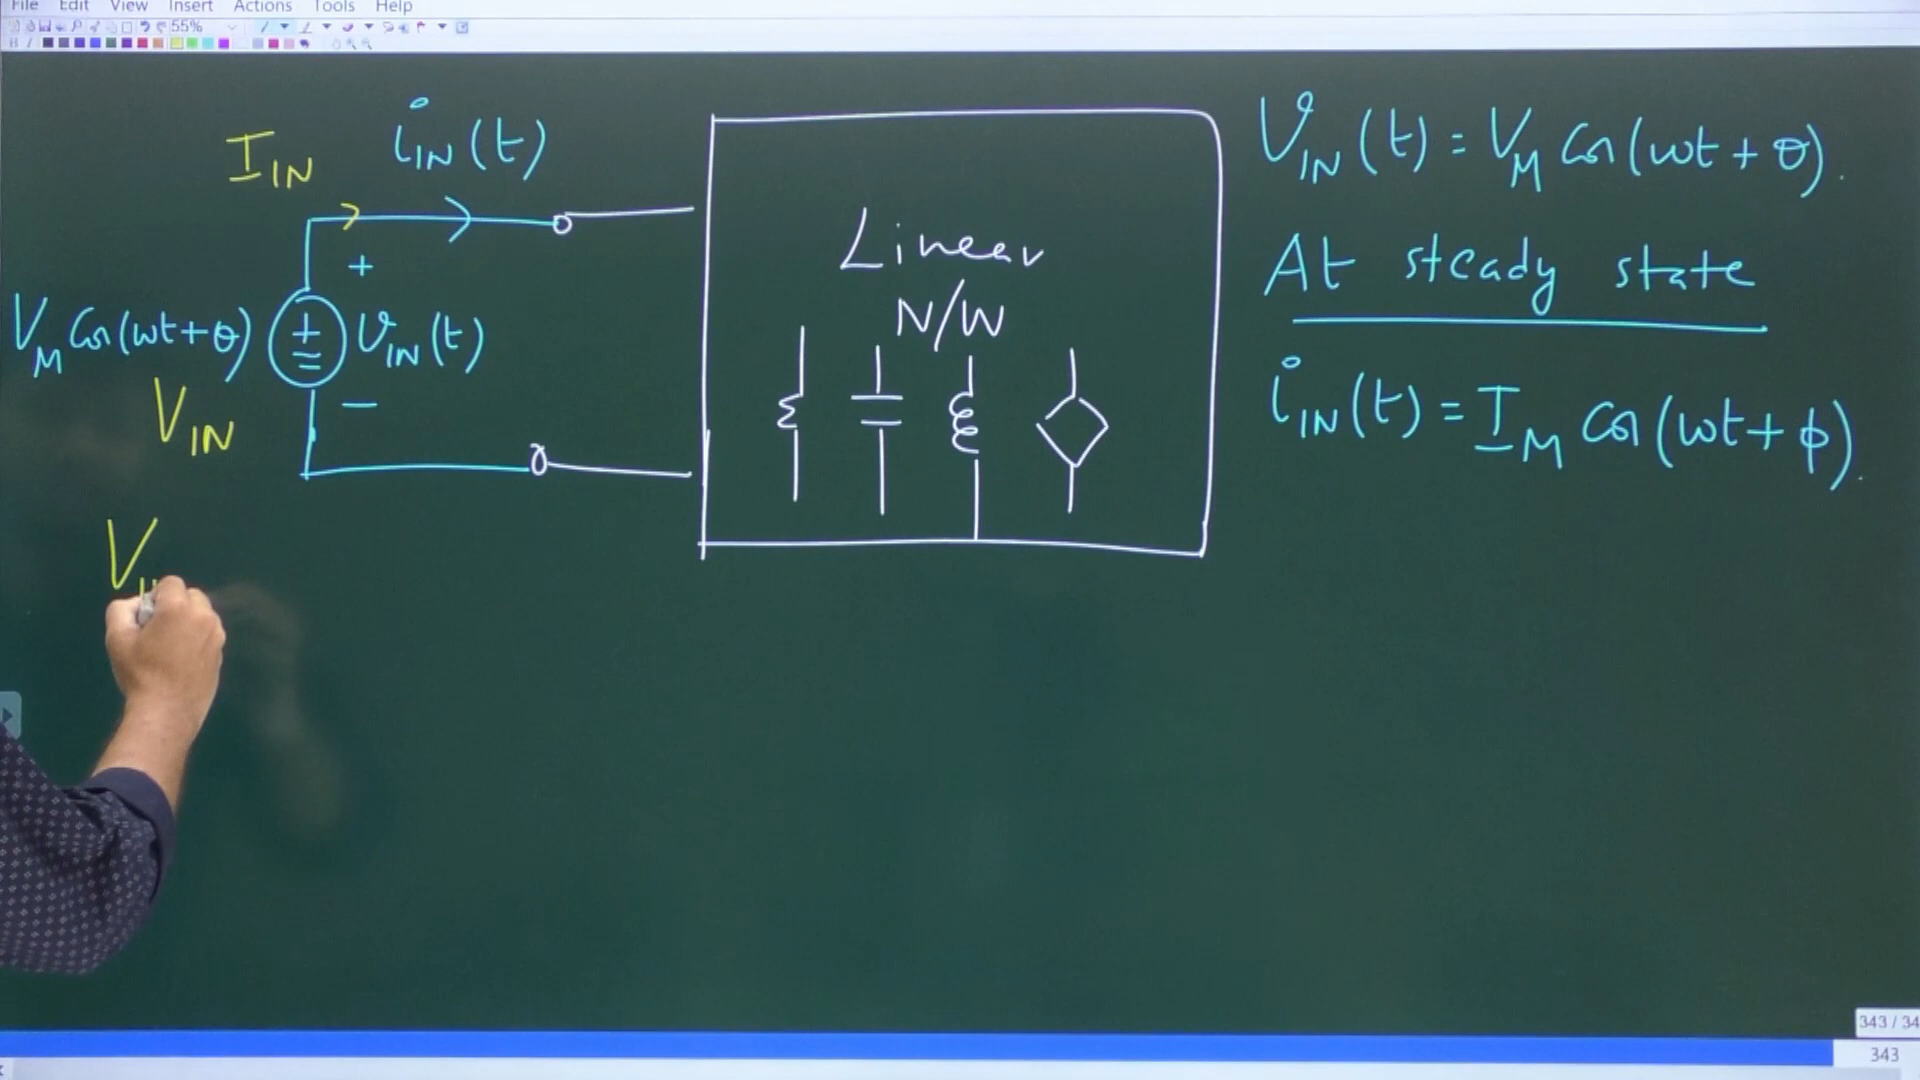 File Edit View Insert Actions Tools Help
55%
I_IN i_IN(t)
+
V_M Cos(ωt+θ) + = V_IN(t)
V_IN −
V
Linear
N/W
V_IN(t) = V_M Cos(ωt + θ).
At steady state
i_IN(t) = I_M Cos(ωt + φ).
343 / 34
343